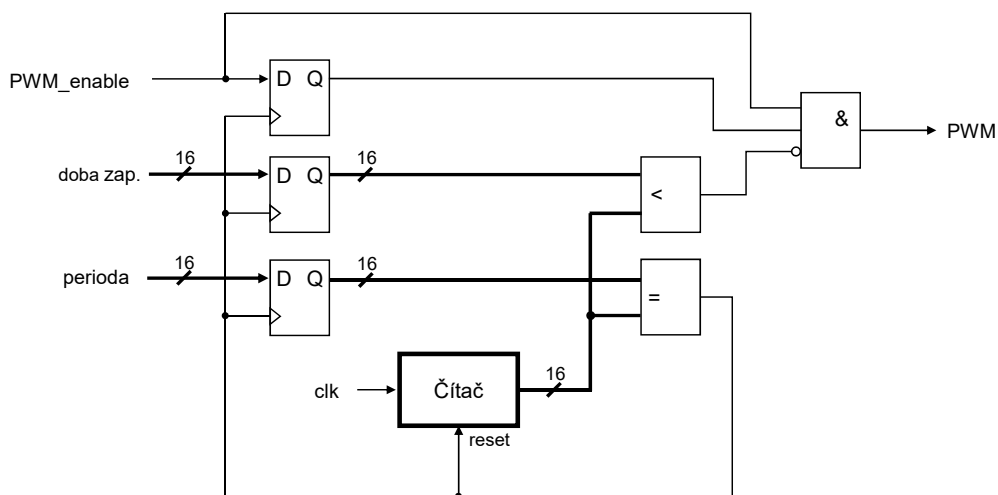 PWM_enable
D Q
&
PWM
doba zap.
16
D Q
16
<
perioda
16
D Q
16
=
clk
Čítač
16
reset